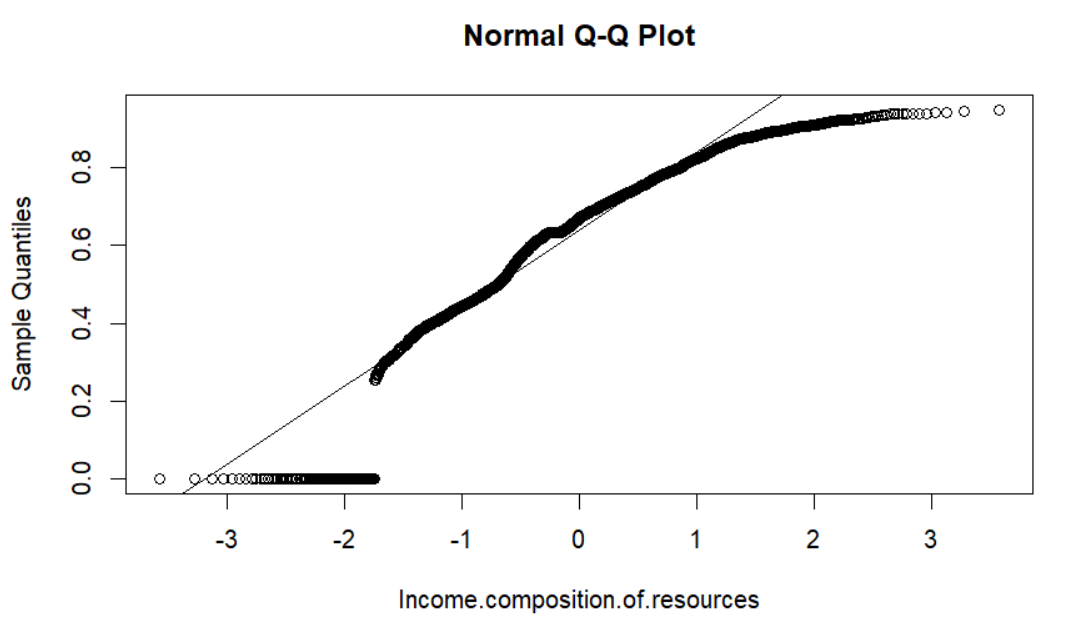 Normal Q-Q Plot
Sample Quantiles
0.8
0.6
0.4
0.2
0.0
-3 -2 -1 0 1 2 3
Income.composition.of.resources